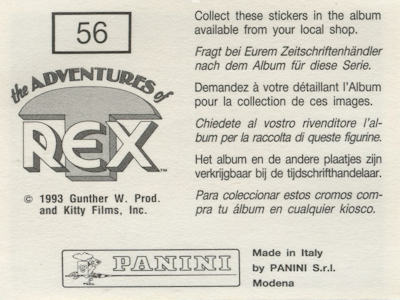 56
the ADVENTURES of
T REX™
© 1993 Gunther W. Prod.
and Kitty Films, Inc.
Collect these stickers in the album
available from your local shop.
Fragt bei Eurem Zeitschriftenhändler
nach dem Album für diese Serie.
Demandez à votre détaillant l'Album
pour la collection de ces images.
Chiedete al vostro rivenditore l'al-
bum per la raccolta di queste figurine.
Het album en de andere plaatjes zijn
verkrijgbaar bij de tijdschrifthandelaar.
Para coleccionar estos cromos com-
pra tu álbum en cualquier kiosco.
PANINI
Made in Italy
by PANINI S.r.l.
Modena